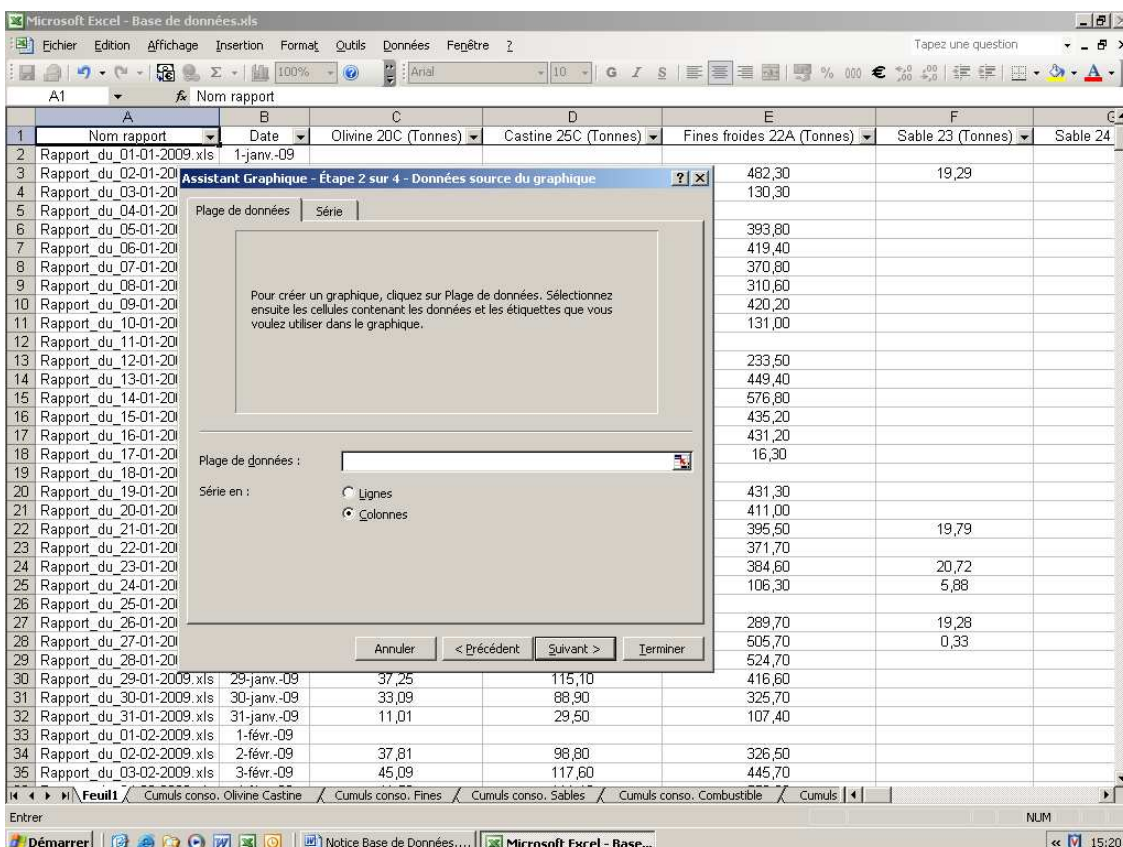 Microsoft Excel - Base de données.xls
Fichier Edition Affichage Insertion Format Outils Données Fenêtre ? Tapez une question
100% Arial 10 G I S % 000 €
A1 fx Nom rapport
A B C D E F G
1 Nom rapport Date Olivine 20C (Tonnes) Castine 25C (Tonnes) Fines froides 22A (Tonnes) Sable 23 (Tonnes) Sable 24
2 Rapport_du_01-01-2009.xls 1-janv.-09
3 Rapport_du_02-01-20 482,30 19,29
4 Rapport_du_03-01-20 130,30
5 Rapport_du_04-01-20
6 Rapport_du_05-01-20 393,80
7 Rapport_du_06-01-20 419,40
8 Rapport_du_07-01-20 370,80
9 Rapport_du_08-01-20 310,60
10 Rapport_du_09-01-20 420,20
11 Rapport_du_10-01-20 131,00
12 Rapport_du_11-01-20
13 Rapport_du_12-01-20 233,50
14 Rapport_du_13-01-20 449,40
15 Rapport_du_14-01-20 576,80
16 Rapport_du_15-01-20 435,20
17 Rapport_du_16-01-20 431,20
18 Rapport_du_17-01-20 16,30
19 Rapport_du_18-01-20
20 Rapport_du_19-01-20 431,30
21 Rapport_du_20-01-20 411,00
22 Rapport_du_21-01-20 395,50 19,79
23 Rapport_du_22-01-20 371,70
24 Rapport_du_23-01-20 384,60 20,72
25 Rapport_du_24-01-20 106,30 5,88
26 Rapport_du_25-01-20
27 Rapport_du_26-01-20 289,70 19,28
28 Rapport_du_27-01-20 505,70 0,33
29 Rapport_du_28-01-20 524,70
30 Rapport_du_29-01-2009.xls 29-janv.-09 37,25 115,10 416,60
31 Rapport_du_30-01-2009.xls 30-janv.-09 33,09 88,90 325,70
32 Rapport_du_31-01-2009.xls 31-janv.-09 11,01 29,50 107,40
33 Rapport_du_01-02-2009.xls 1-févr.-09
34 Rapport_du_02-02-2009.xls 2-févr.-09 37,81 98,80 326,50
35 Rapport_du_03-02-2009.xls 3-févr.-09 45,09 117,60 445,70
Assistant Graphique - Étape 2 sur 4 - Données source du graphique ? X
Plage de données Série
Pour créer un graphique, cliquez sur Plage de données. Sélectionnez
ensuite les cellules contenant les données et les étiquettes que vous
voulez utiliser dans le graphique.
Plage de données :
Série en : Lignes
Colonnes
Annuler < Précédent Suivant > Terminer
Feuil1 Cumuls conso. Olivine Castine Cumuls conso. Fines Cumuls conso. Sables Cumuls conso. Combustible Cumuls
Entrer NUM
Démarrer Notice Base de Données.... Microsoft Excel - Base... « 15:20